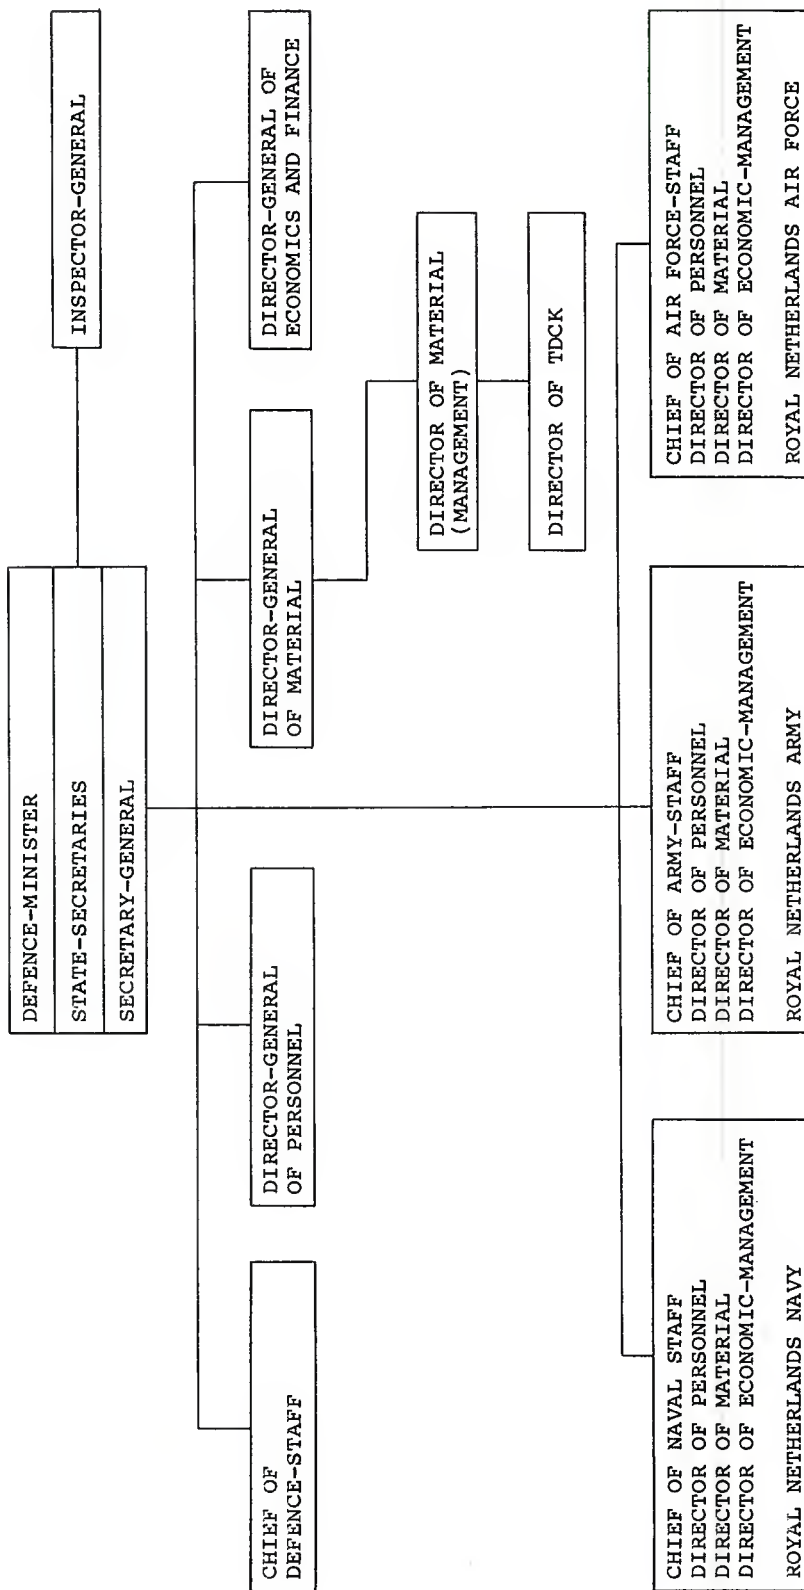 DEFENCE-MINISTER
STATE-SECRETARIES
SECRETARY-GENERAL
INSPECTOR-GENERAL
CHIEF OF
DEFENCE-STAFF
DIRECTOR-GENERAL
OF PERSONNEL
DIRECTOR-GENERAL
OF MATERIAL
DIRECTOR-GENERAL OF
ECONOMICS AND FINANCE
DIRECTOR OF MATERIAL
(MANAGEMENT)
DIRECTOR OF TDCK
CHIEF OF NAVAL STAFF
DIRECTOR OF PERSONNEL
DIRECTOR OF MATERIAL
DIRECTOR OF ECONOMIC-MANAGEMENT
ROYAL NETHERLANDS NAVY
CHIEF OF ARMY-STAFF
DIRECTOR OF PERSONNEL
DIRECTOR OF MATERIAL
DIRECTOR OF ECONOMIC-MANAGEMENT
ROYAL NETHERLANDS ARMY
CHIEF OF AIR FORCE-STAFF
DIRECTOR OF PERSONNEL
DIRECTOR OF MATERIAL
DIRECTOR OF ECONOMIC-MANAGEMENT
ROYAL NETHERLANDS AIR FORCE